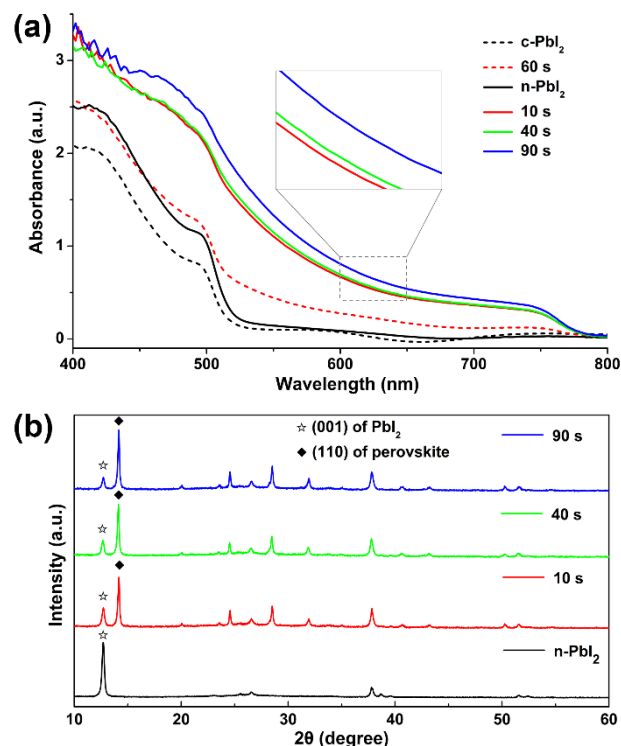 (a)
Absorbance (a.u.)
3
2
1
0
400
500
600
700
800
Wavelength (nm)
c-PbI₂
60 s
n-PbI₂
10 s
40 s
90 s
(b)
Intensity (a.u.)
☆ (001) of PbI₂
◆ (110) of perovskite
90 s
40 s
10 s
n-PbI₂
10
20
30
40
50
60
2θ (degree)